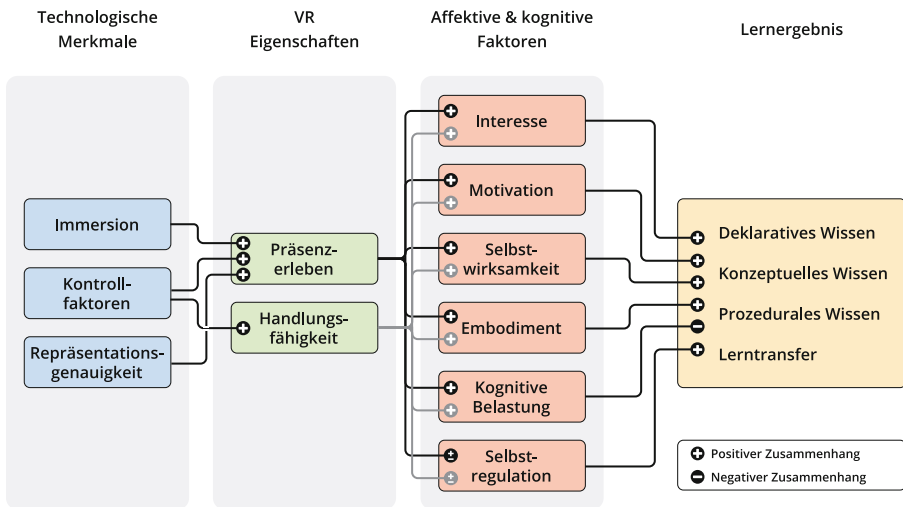 Technologische
Merkmale
VR
Eigenschaften
Affektive & kognitive
Faktoren
Lernergebnis
Immersion
Kontroll-
faktoren
Repräsentations-
genauigkeit
Präsenz-
erleben
Handlungs-
fähigkeit
Interesse
Motivation
Selbst-
wirksamkeit
Embodiment
Kognitive
Belastung
Selbst-
regulation
Deklaratives Wissen
Konzeptuelles Wissen
Prozedurales Wissen
Lerntransfer
Positiver Zusammenhang
Negativer Zusammenhang